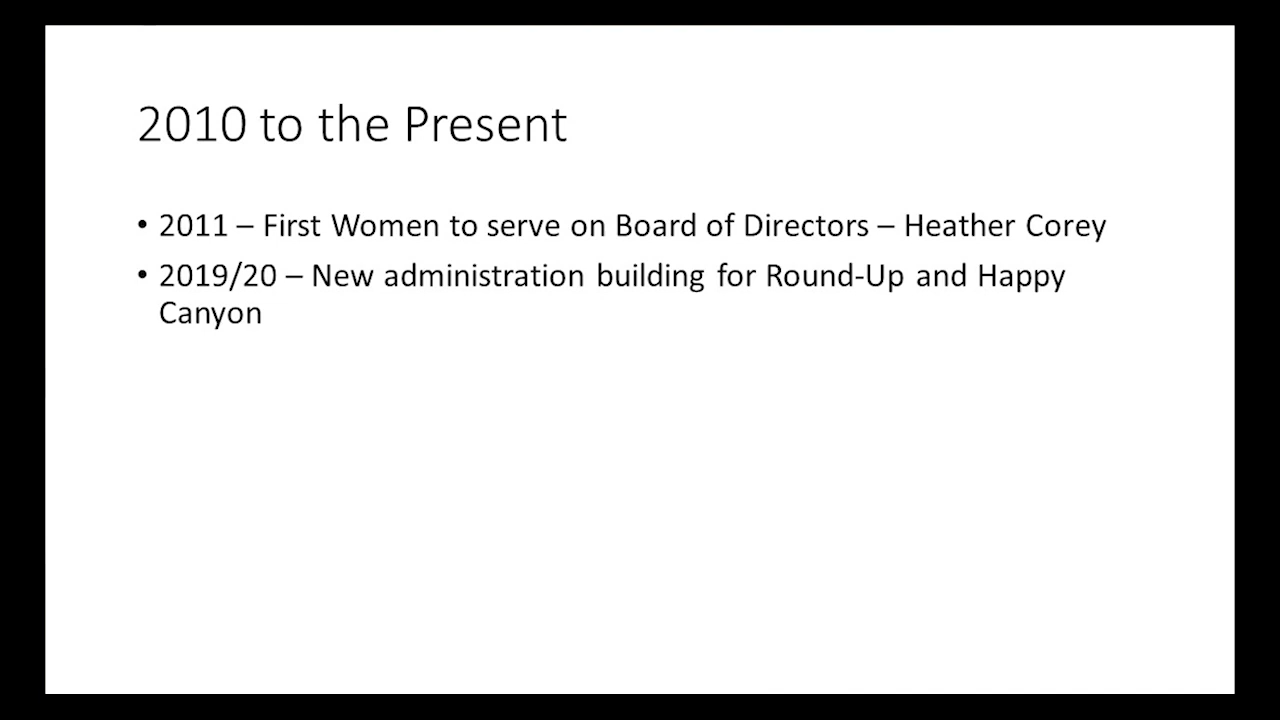 2010 to the Present
• 2011 – First Women to serve on Board of Directors – Heather Corey
• 2019/20 – New administration building for Round-Up and Happy
Canyon